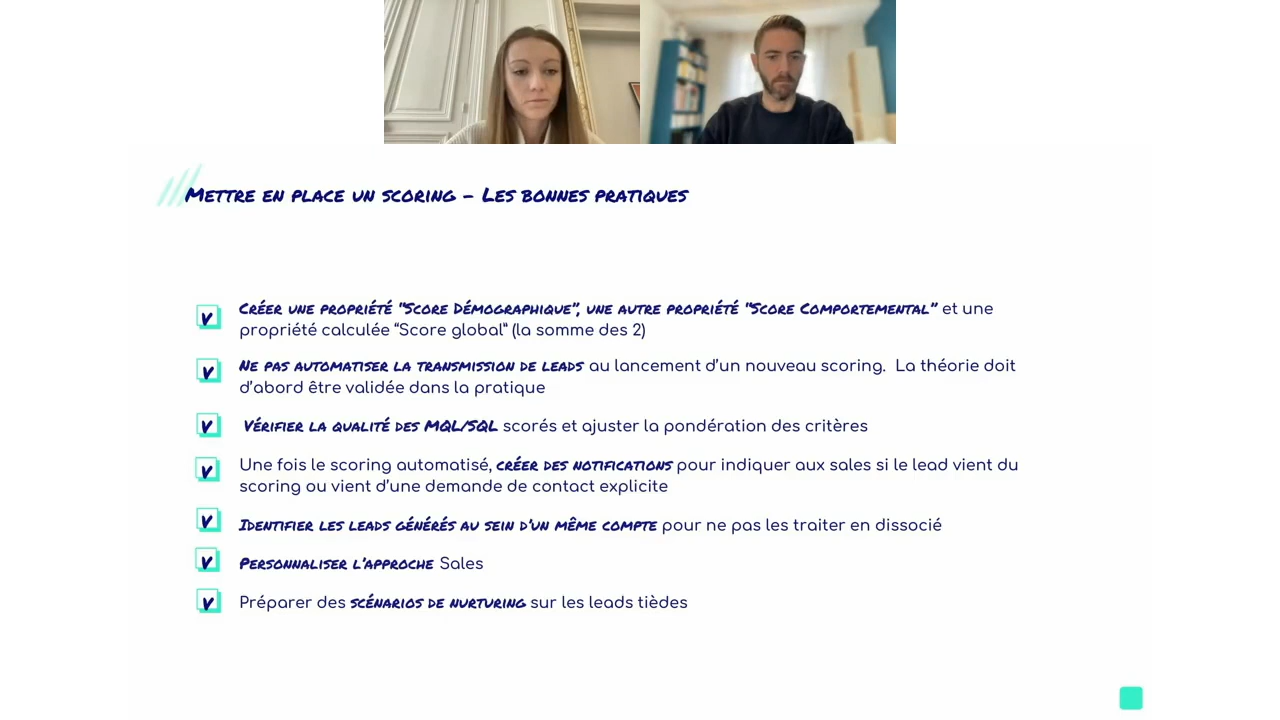 Mettre en place un scoring – Les bonnes pratiques
Créer une propriété "Score Démographique", une autre propriété "Score Comportemental" et une
propriété calculée “Score global” (la somme des 2)
Ne pas automatiser la transmission de leads au lancement d’un nouveau scoring. La théorie doit
d’abord être validée dans la pratique
Vérifier la qualité des MQL/SQL scorés et ajuster la pondération des critères
Une fois le scoring automatisé, créer des notifications pour indiquer aux sales si le lead vient du
scoring ou vient d’une demande de contact explicite
Identifier les leads générés au sein d’un même compte pour ne pas les traiter en dissocié
Personnaliser l’approche Sales
Préparer des scénarios de nurturing sur les leads tièdes